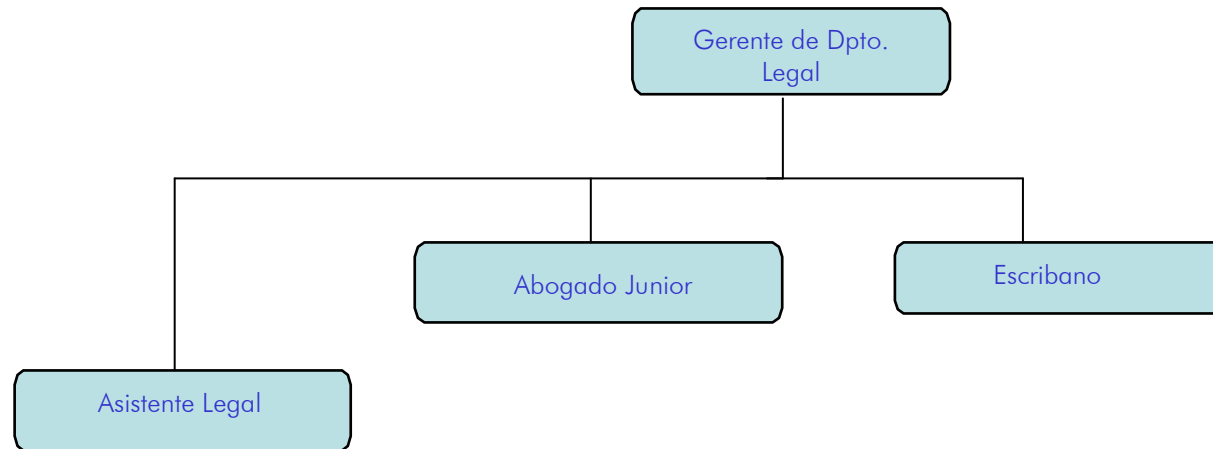 Gerente de Dpto.
Legal
Abogado Junior
Escribano
Asistente Legal